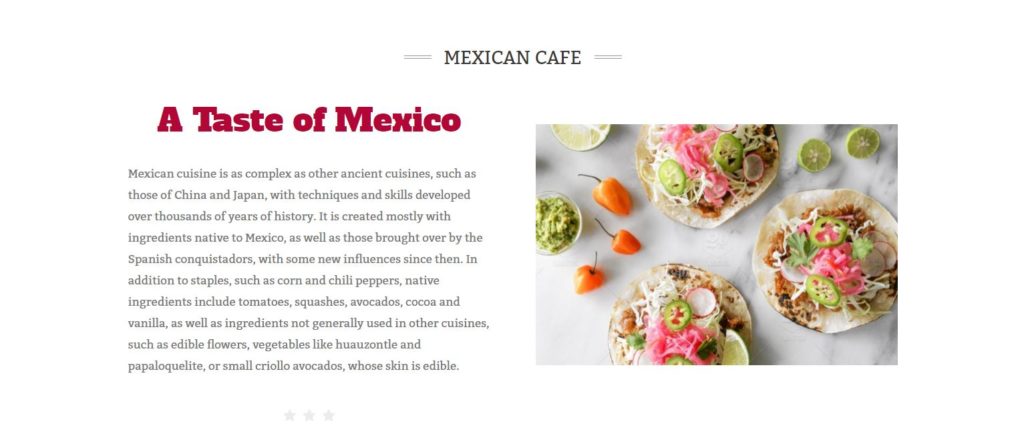 MEXICAN CAFE
A Taste of Mexico
Mexican cuisine is as complex as other ancient cuisines, such as
those of China and Japan, with techniques and skills developed
over thousands of years of history. It is created mostly with
ingredients native to Mexico, as well as those brought over by the
Spanish conquistadors, with some new influences since then. In
addition to staples, such as corn and chili peppers, native
ingredients include tomatoes, squashes, avocados, cocoa and
vanilla, as well as ingredients not generally used in other cuisines,
such as edible flowers, vegetables like huauzontle and
papaloquelite, or small criollo avocados, whose skin is edible.